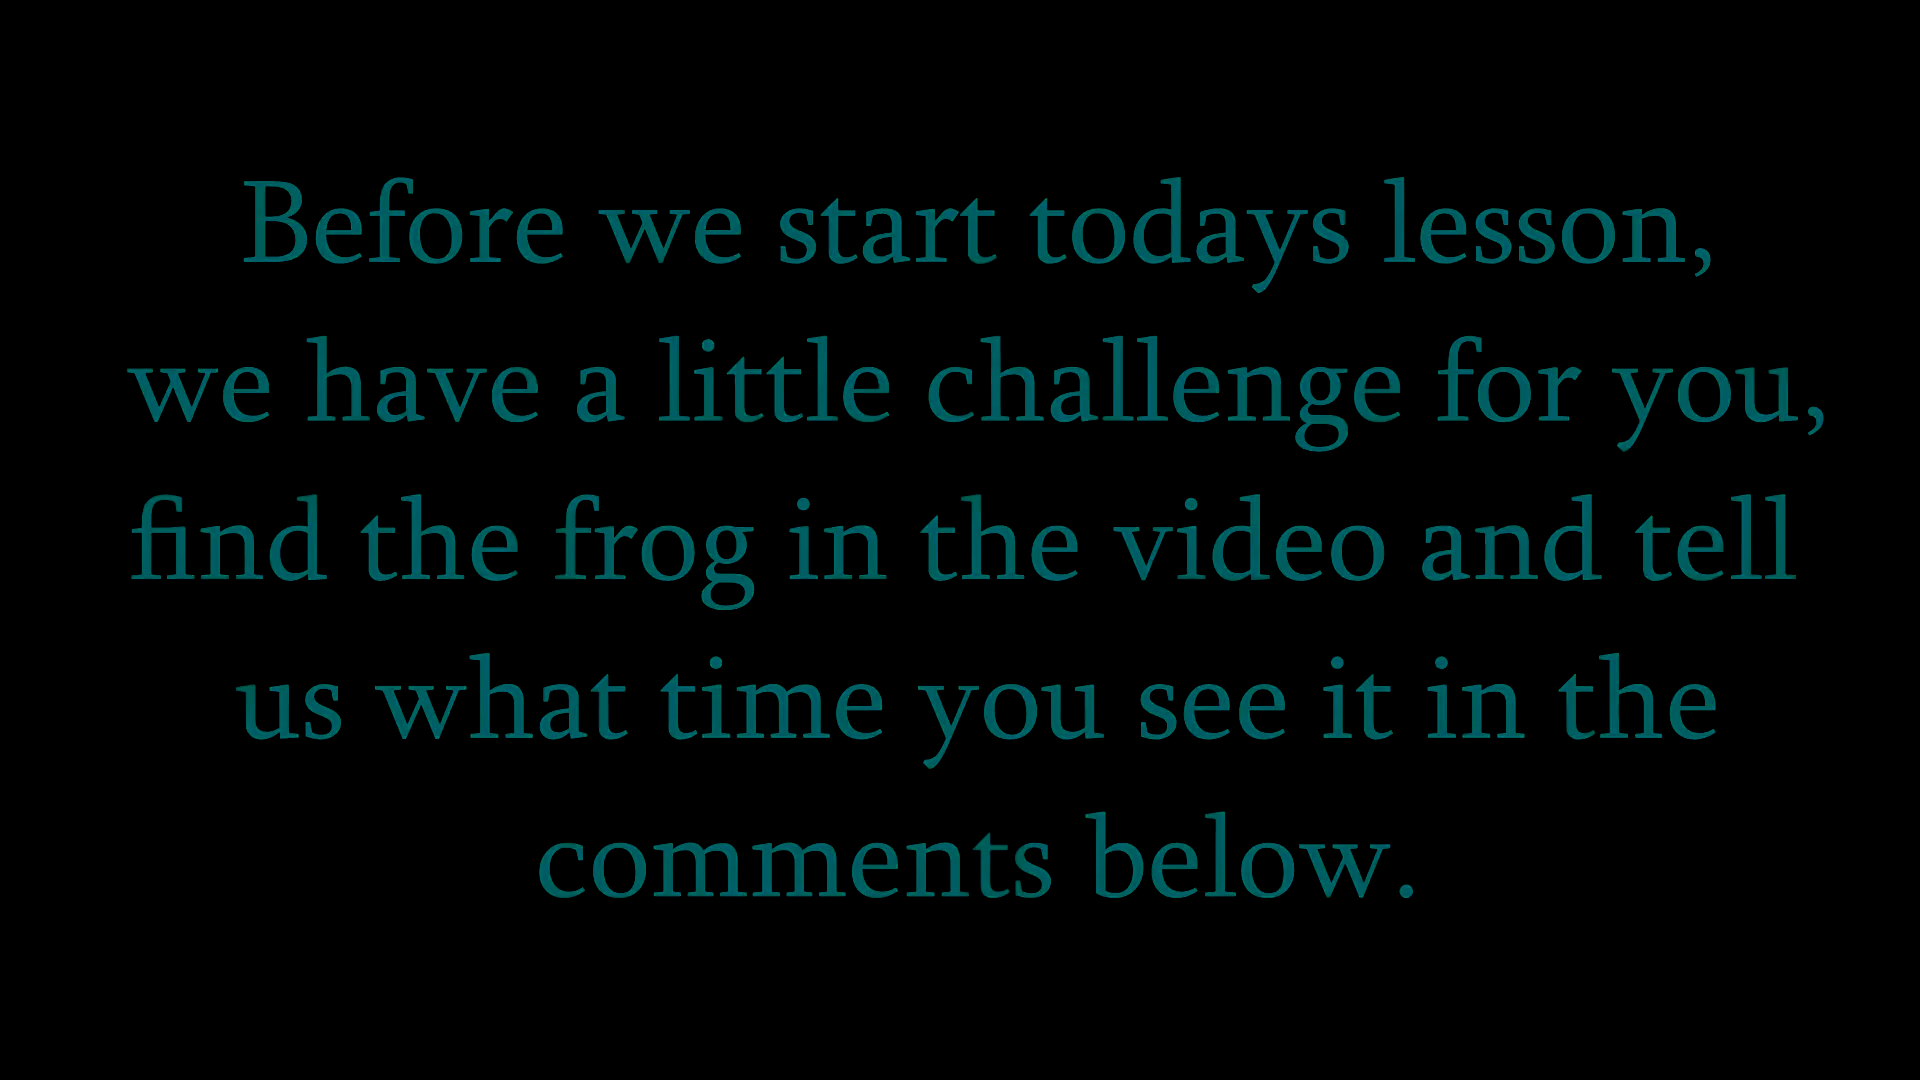 Before we start todays lesson,
we have a little challenge for you,
find the frog in the video and tell
us what time you see it in the
comments below.